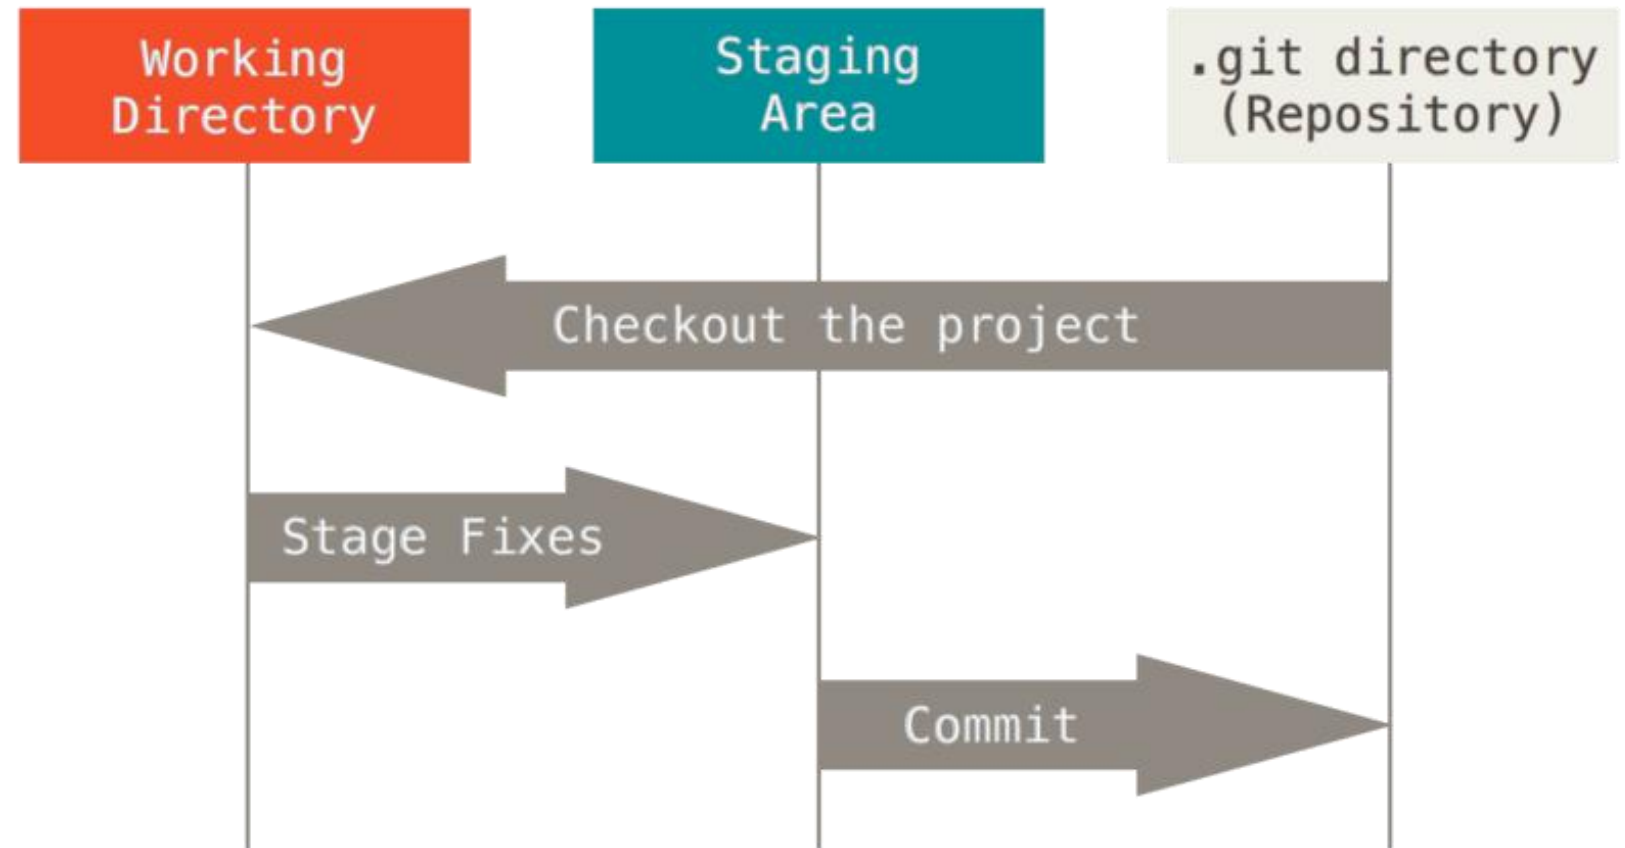 Working
Directory
Staging
Area
.git directory
(Repository)
Checkout the project
Stage Fixes
Commit